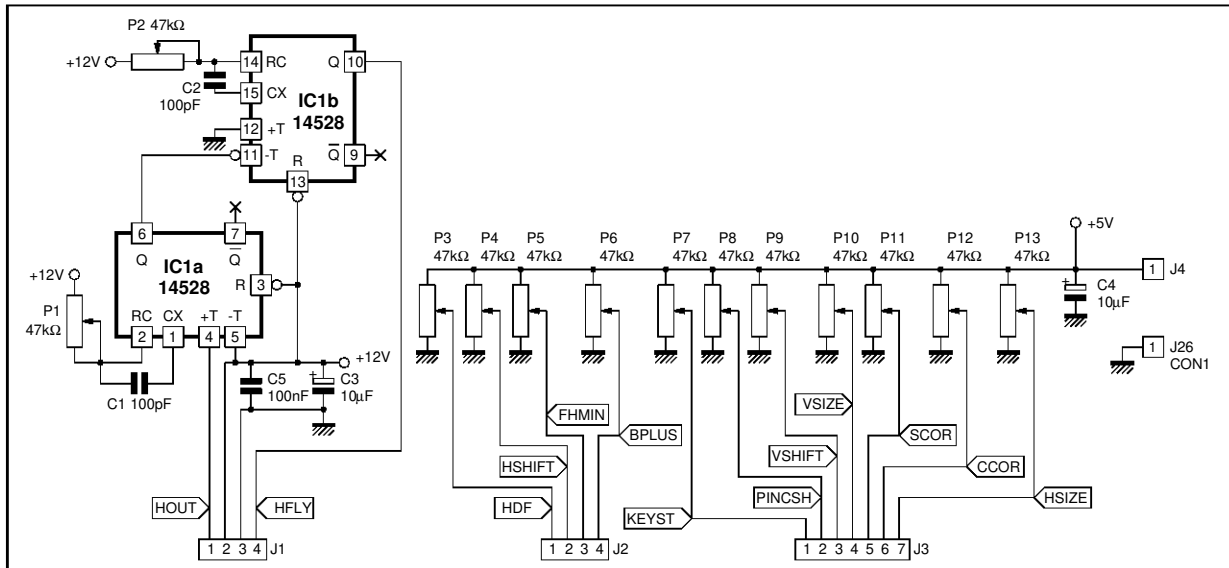 P2 47kΩ
+12V
C2
100pF
14
RC
15
CX
12
+T
11
-T
Q
10
IC1b
14528
Q
9
R
13
6
Q
7
Q
IC1a
14528
R
3
+12V
P1
47kΩ
RC
CX
+T
-T
2
1
4
5
C1 100pF
+12V
C5
100nF
+
C3
10µF
HOUT
HFLY
1 2 3 4
J1
P3
47kΩ
P4
47kΩ
P5
47kΩ
P6
47kΩ
P7
47kΩ
P8
47kΩ
P9
47kΩ
P10
47kΩ
P11
47kΩ
P12
47kΩ
P13
47kΩ
+5V
1
J4
+
C4
10µF
1
J26
CON1
FHMIN
BPLUS
HSHIFT
HDF
KEYST
VSIZE
VSHIFT
PINCSH
SCOR
CCOR
HSIZE
1 2 3 4
J2
1 2 3 4 5 6 7
J3